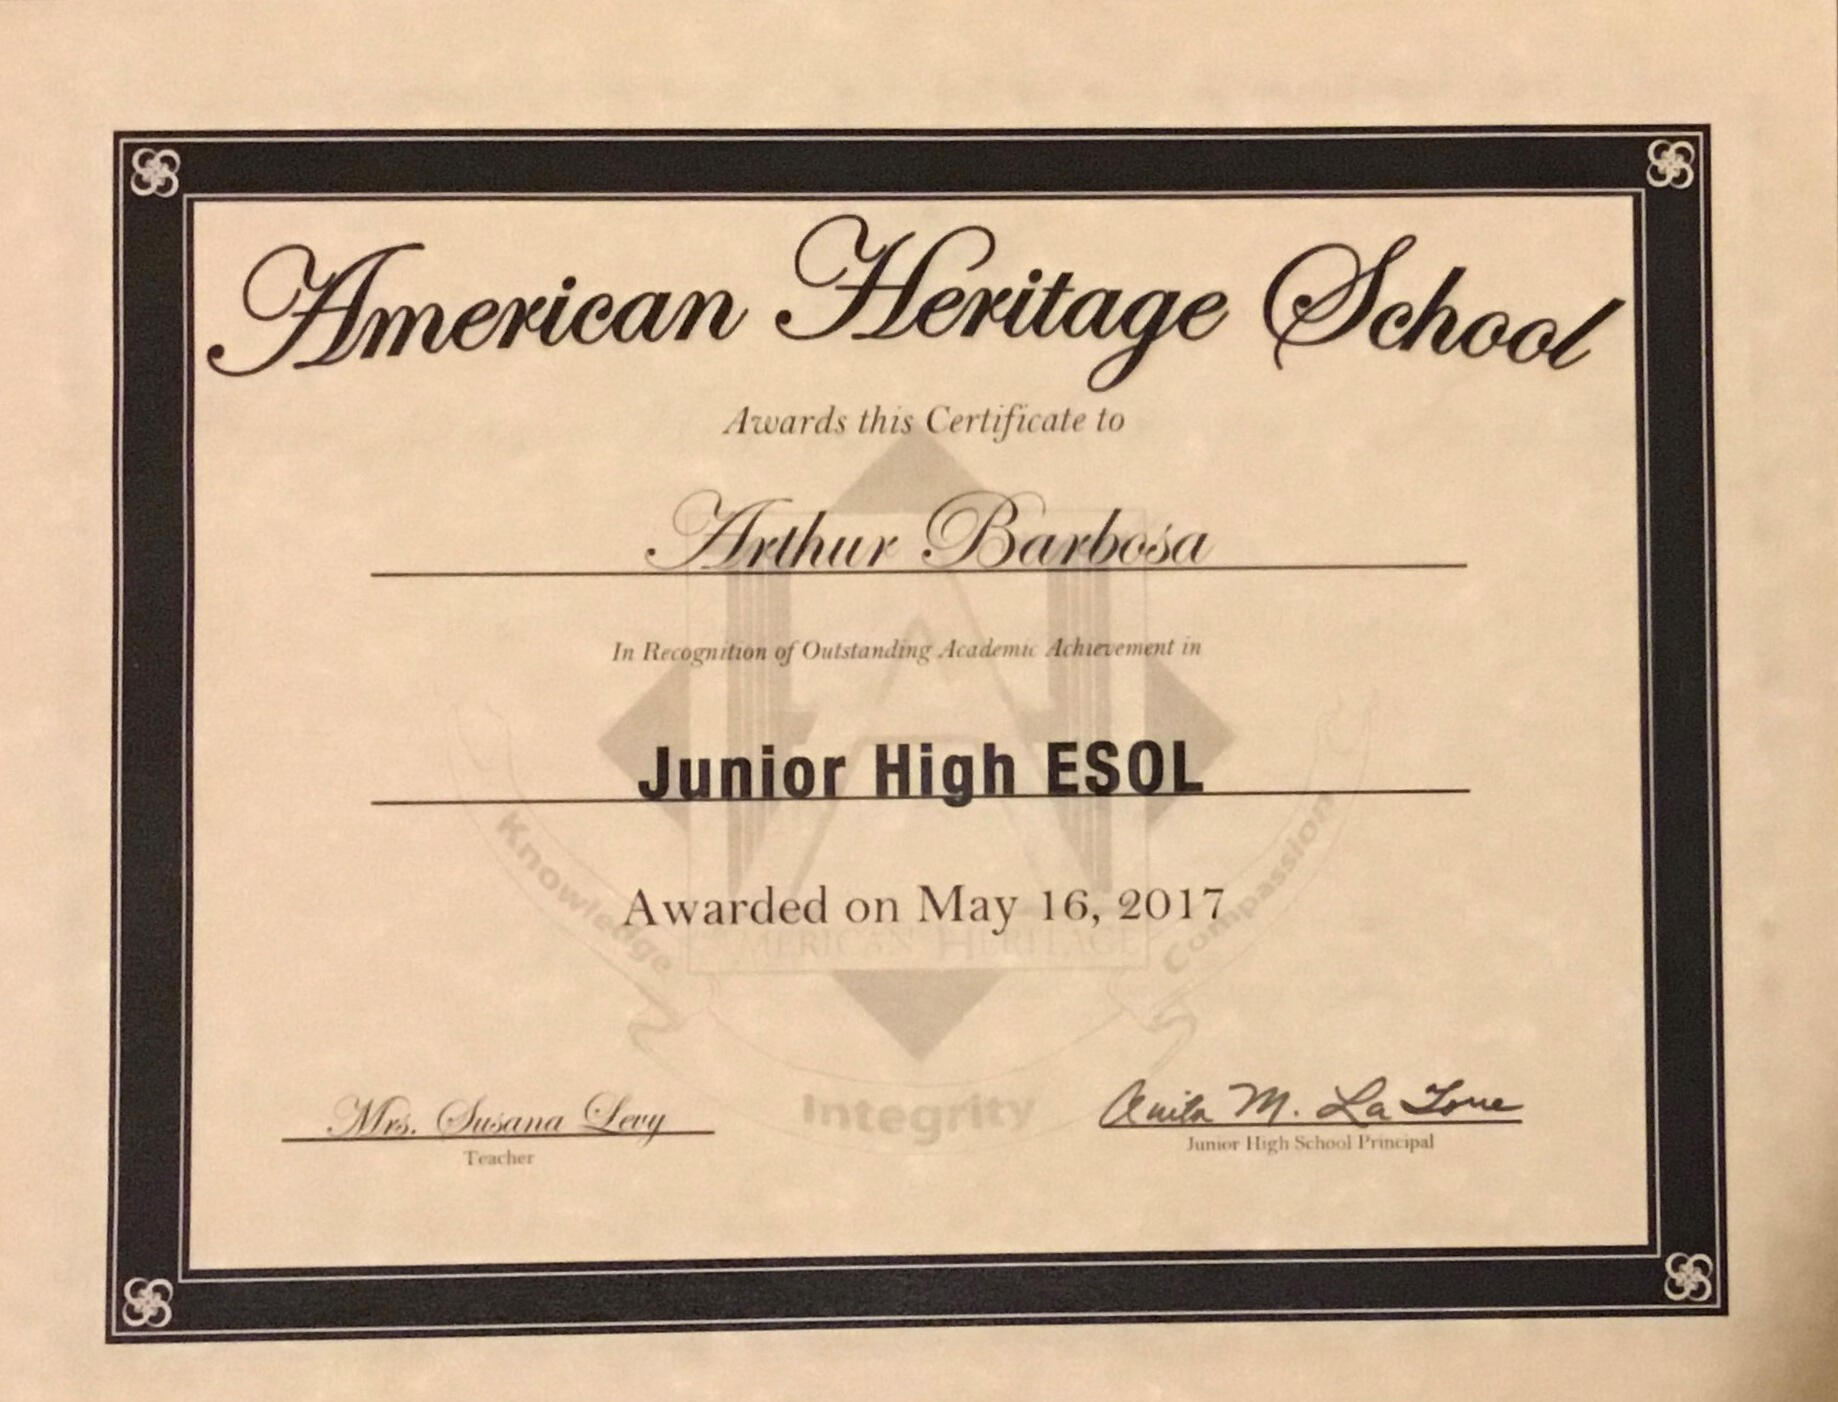 American Heritage School
Awards this Certificate to
Arthur Barbosa
In Recognition of Outstanding Academic Achievement in
Junior High ESOL
Knowledge
Compassion
Awarded on May 16, 2017
AMERICAN HERITAGE
Integrity
Mrs. Susana Levy
Teacher
Anita M. La Torre
Junior High School Principal